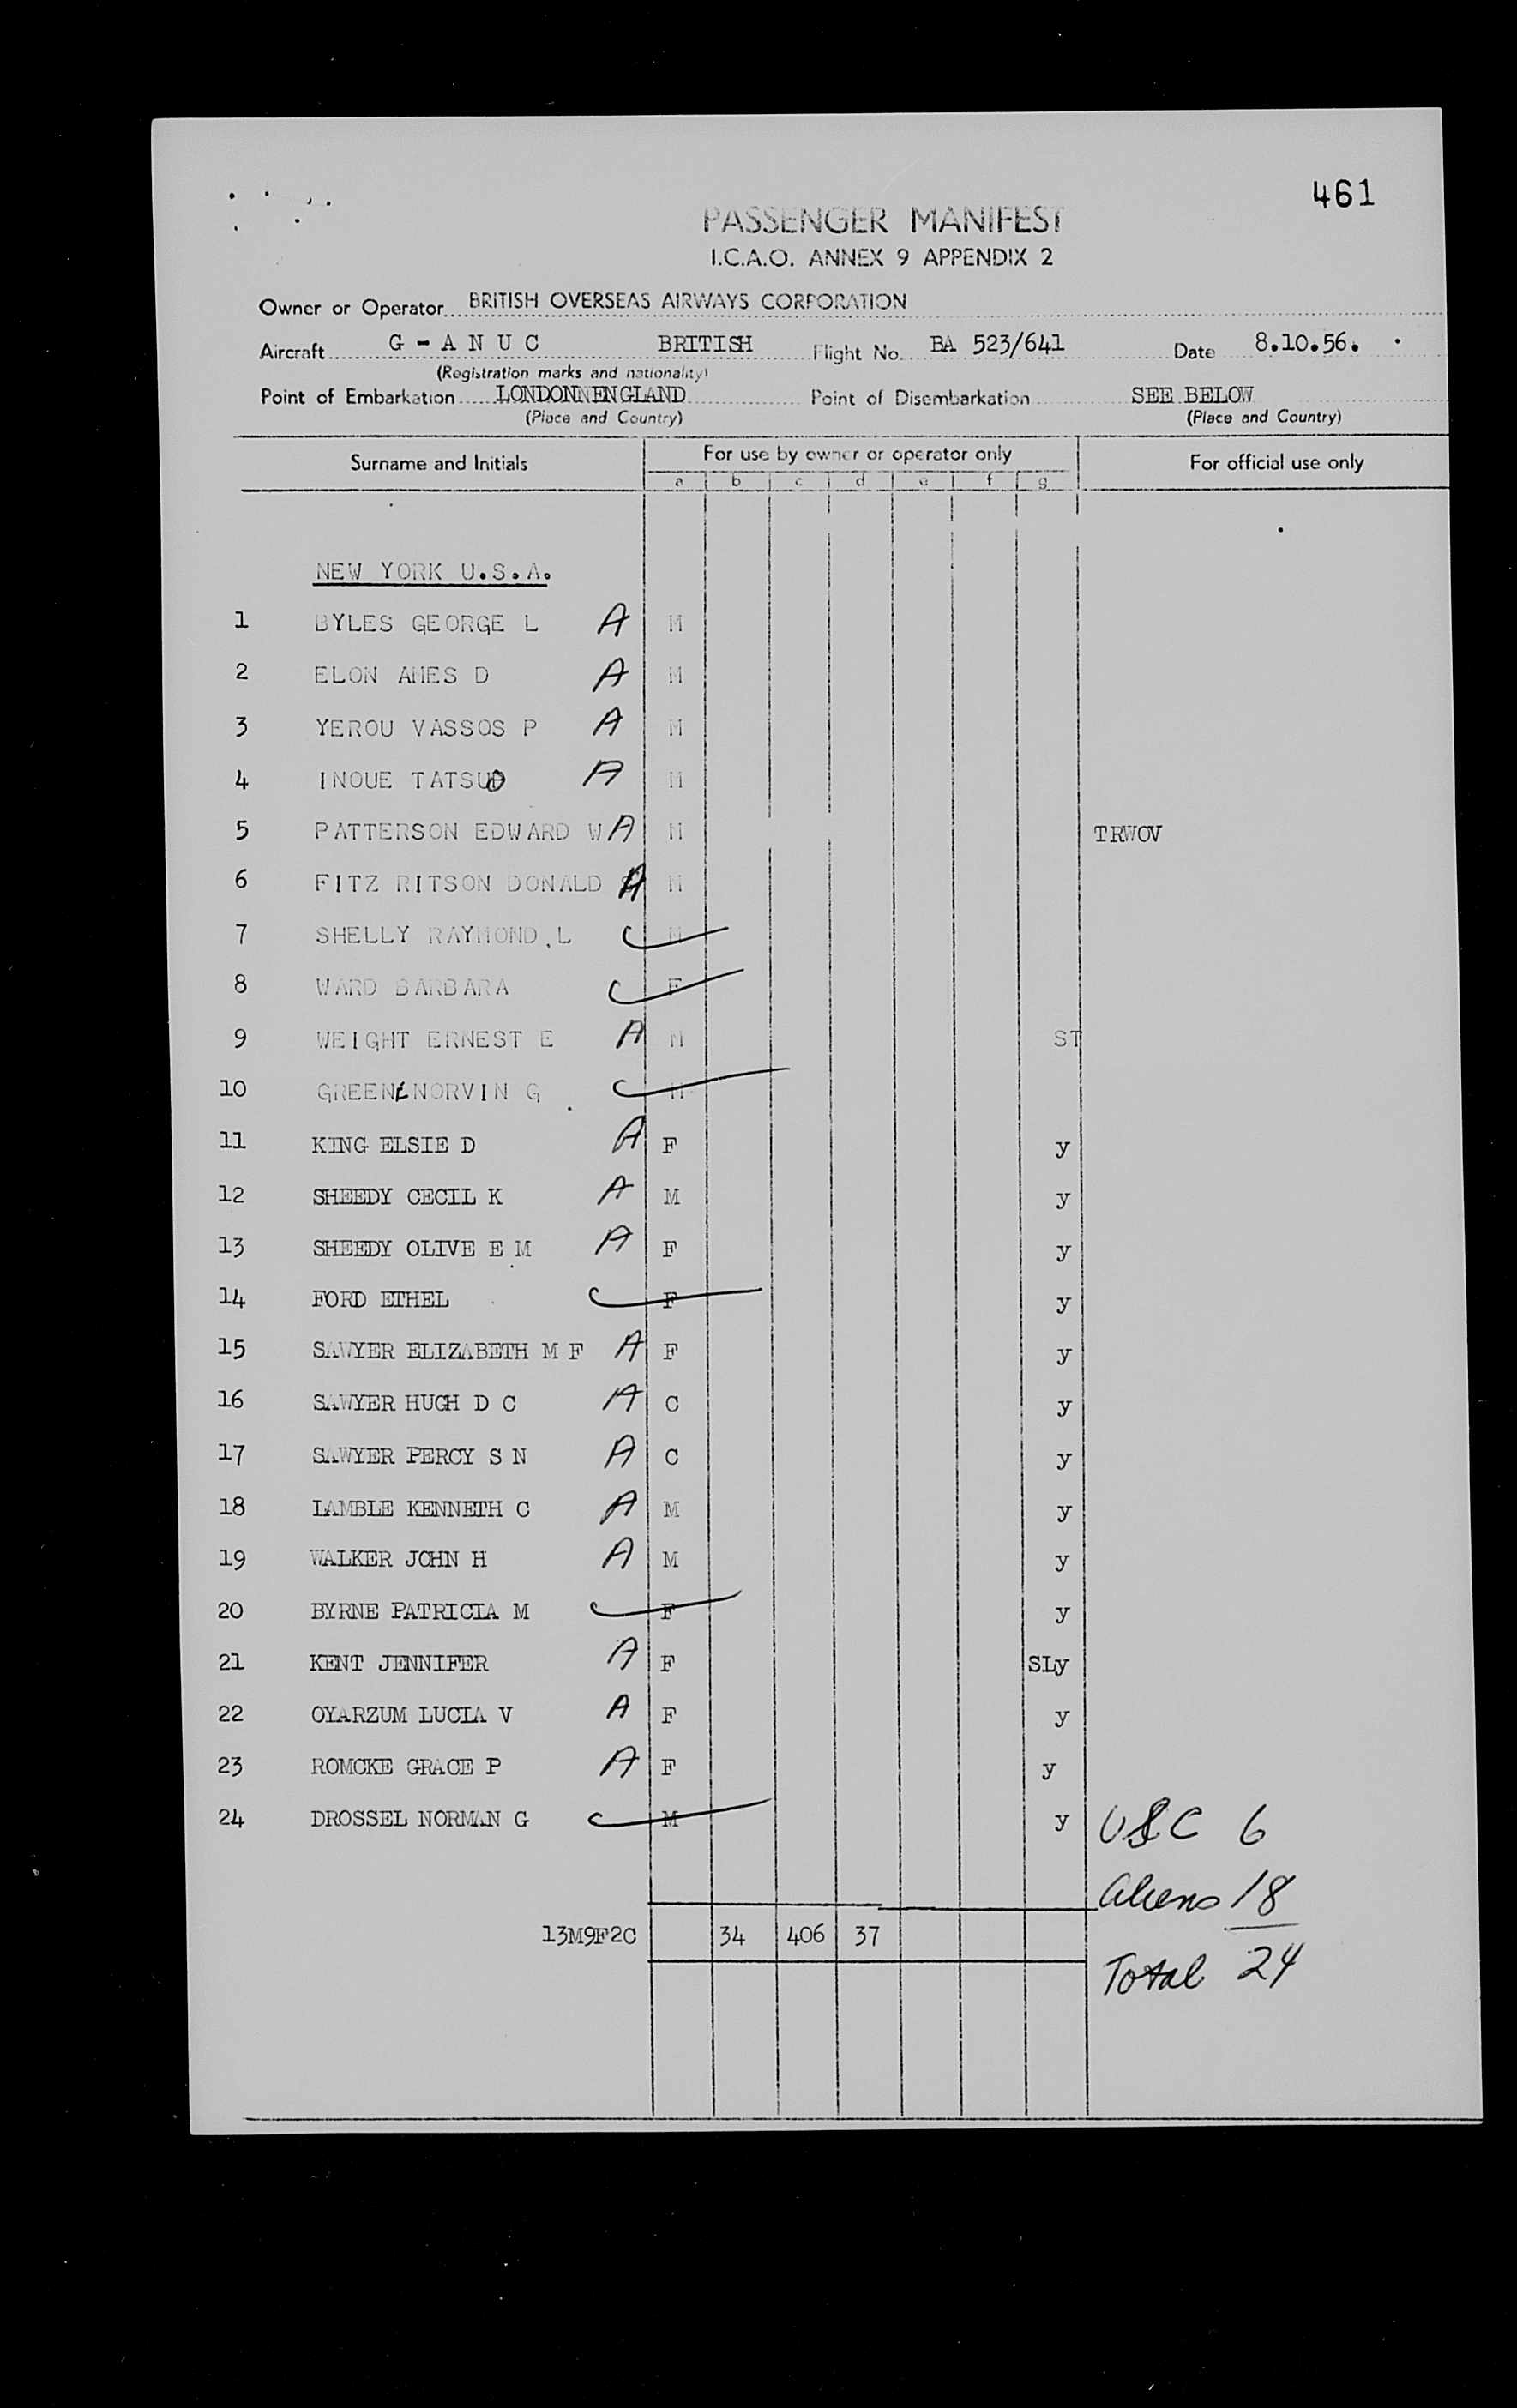 461
PASSENGER MANIFEST
I.C.A.O. ANNEX 9 APPENDIX 2
Owner or Operator BRITISH OVERSEAS AIRWAYS CORPORATION
Aircraft G - A N U C BRITISH Flight No. BA 523/641 Date 8.10.56.
(Registration marks and nationality)
Point of Embarkation LONDONNENGLAND Point of Disembarkation SEE BELOW
(Place and Country) (Place and Country)
Surname and Initials For use by owner or operator only For official use only
a b c d e f g
NEW YORK U.S.A.
1 BYLES GEORGE L A M
2 ELON AMES D A M
3 YEROU VASSOS P A M
4 INOUE TATSUO A M
5 PATTERSON EDWARD W A M TRWOV
6 FITZ RITSON DONALD A M
7 SHELLY RAYMOND,L C M
8 WARD BARBARA C F
9 WEIGHT ERNEST E A M ST
10 GREENE NORVIN G C M
11 KING ELSIE D A F y
12 SHEEDY CECIL K A M y
13 SHEEDY OLIVE E M A F y
14 FORD ETHEL C F y
15 SAWYER ELIZABETH M F A F y
16 SAWYER HUGH D C A C y
17 SAWYER PERCY S N A C y
18 LAMBLE KENNETH C A M y
19 WALKER JOHN H A M y
20 BYRNE PATRICIA M C F y
21 KENT JENNIFER A F SLy
22 OYARZUM LUCIA V A F y
23 ROMCKE GRACE P A F y
24 DROSSEL NORMAN G C M y
USC 6
Aliens 18
13M9F2C 34 406 37
Total 24